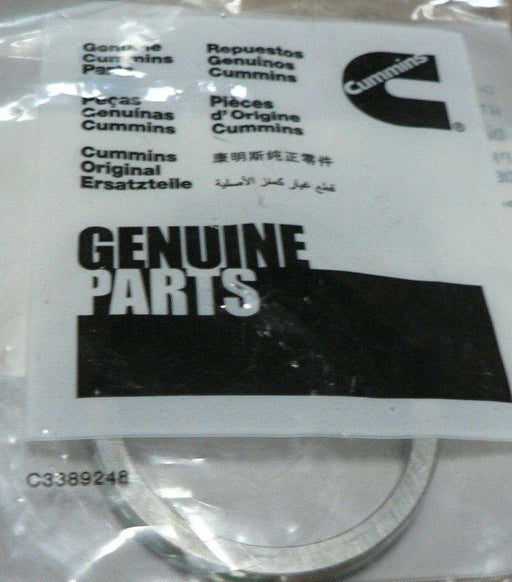 Genuine
Cummins
Parts
Repuestos
Genuinos
Cummins
Cummins
®
Peças
Genuínas
Cummins
Pièces
d'Origine
Cummins
Cummins
Original
Ersatzteile
康明斯纯正零件
قطع غيار كمنز الأصلية
GENUINE
PARTS
C3389248